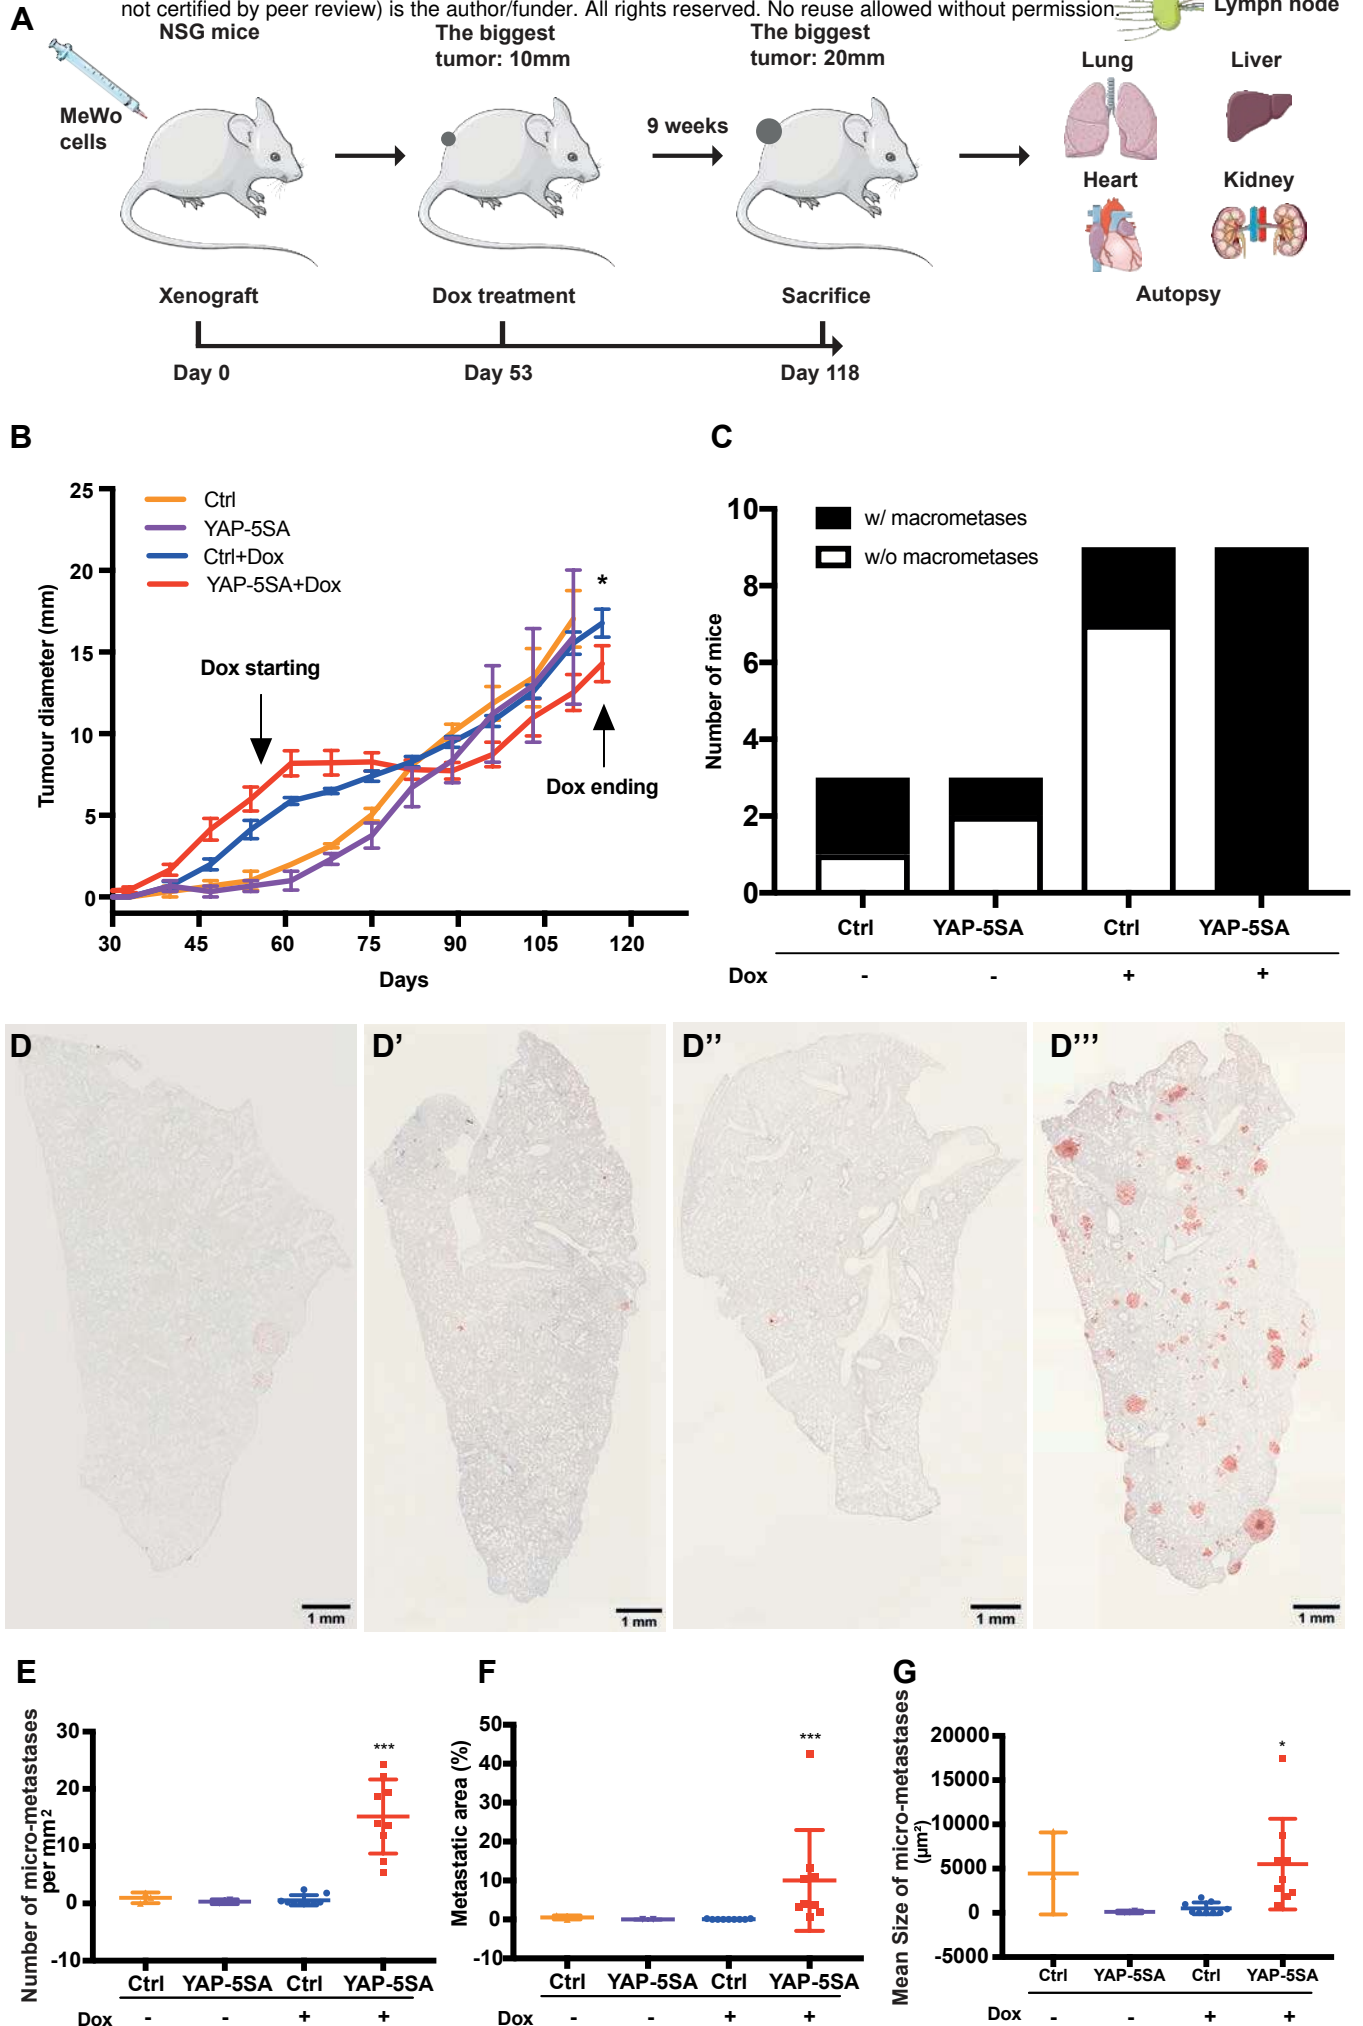 not certified by peer review) is the author/funder. All rights reserved. No reuse allowed without permission.
Lymph node
A
NSG mice
The biggest
tumor: 10mm
The biggest
tumor: 20mm
Lung
Liver
MeWo
cells
9 weeks
Heart
Kidney
Xenograft
Dox treatment
Sacrifice
Autopsy
Day 0
Day 53
Day 118
B
Tumour diameter (mm)
25
20
15
10
5
0
Ctrl
YAP-5SA
Ctrl+Dox
YAP-5SA+Dox
*
Dox starting
Dox ending
30
45
60
75
90
105
120
Days
C
Number of mice
10
8
6
4
2
0
w/ macrometases
w/o macrometases
Ctrl
YAP-5SA
Ctrl
YAP-5SA
Dox
-
-
+
+
D
1 mm
D'
1 mm
D''
1 mm
D'''
1 mm
E
Number of micro-metastases
per mm²
30
20
10
0
-10
***
Ctrl
YAP-5SA
Ctrl
YAP-5SA
Dox
-
-
+
+
F
Metastatic area (%)
50
40
30
20
10
0
-10
***
Ctrl
YAP-5SA
Ctrl
YAP-5SA
Dox
-
-
+
+
G
Mean Size of micro-metastases
(µm²)
20000
15000
10000
5000
0
-5000
*
Ctrl
YAP-5SA
Ctrl
YAP-5SA
Dox
-
-
+
+